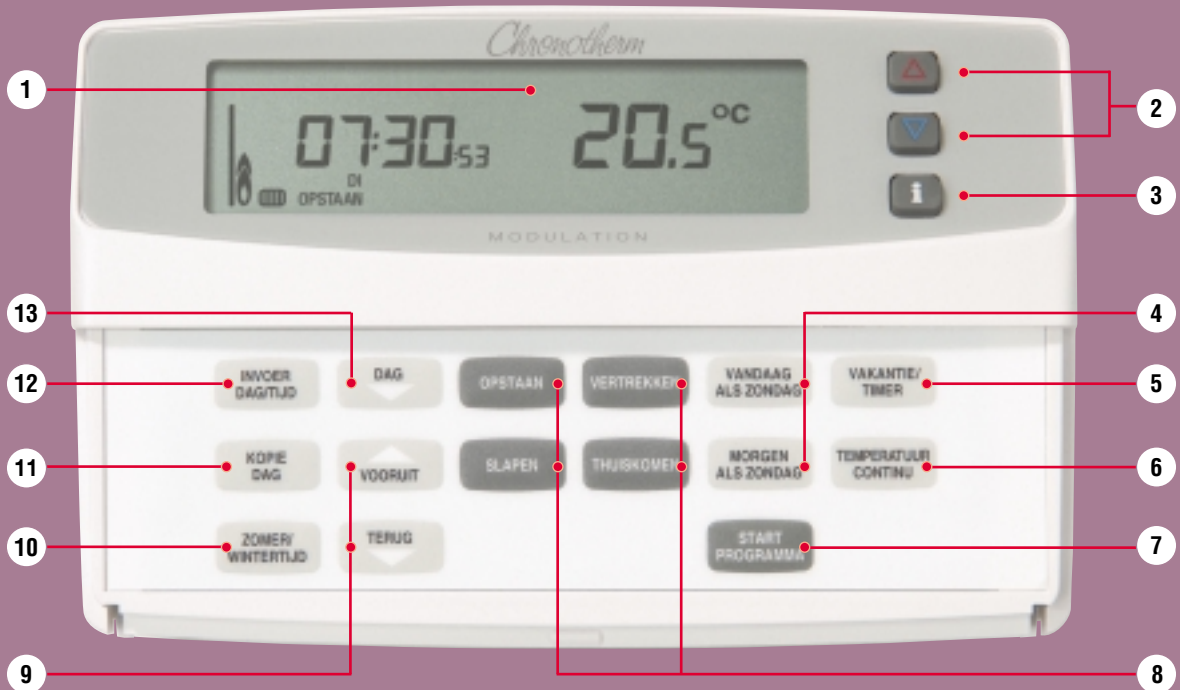 Chronotherm
1
07:30:53
20.5 °C
DI
OPSTAAN
2
i
3
MODULATION
13
4
12
INVOER
DAG/TIJD
DAG
OPSTAAN
VERTREKKEN
VANDAAG
ALS ZONDAG
VAKANTIE/
TIMER
5
11
KOPIE
DAG
VOORUIT
SLAPEN
THUISKOMEN
MORGEN
ALS ZONDAG
TEMPERATUUR
CONTINU
6
10
ZOMER/
WINTERTIJD
TERUG
START
PROGRAMMA
7
9
8